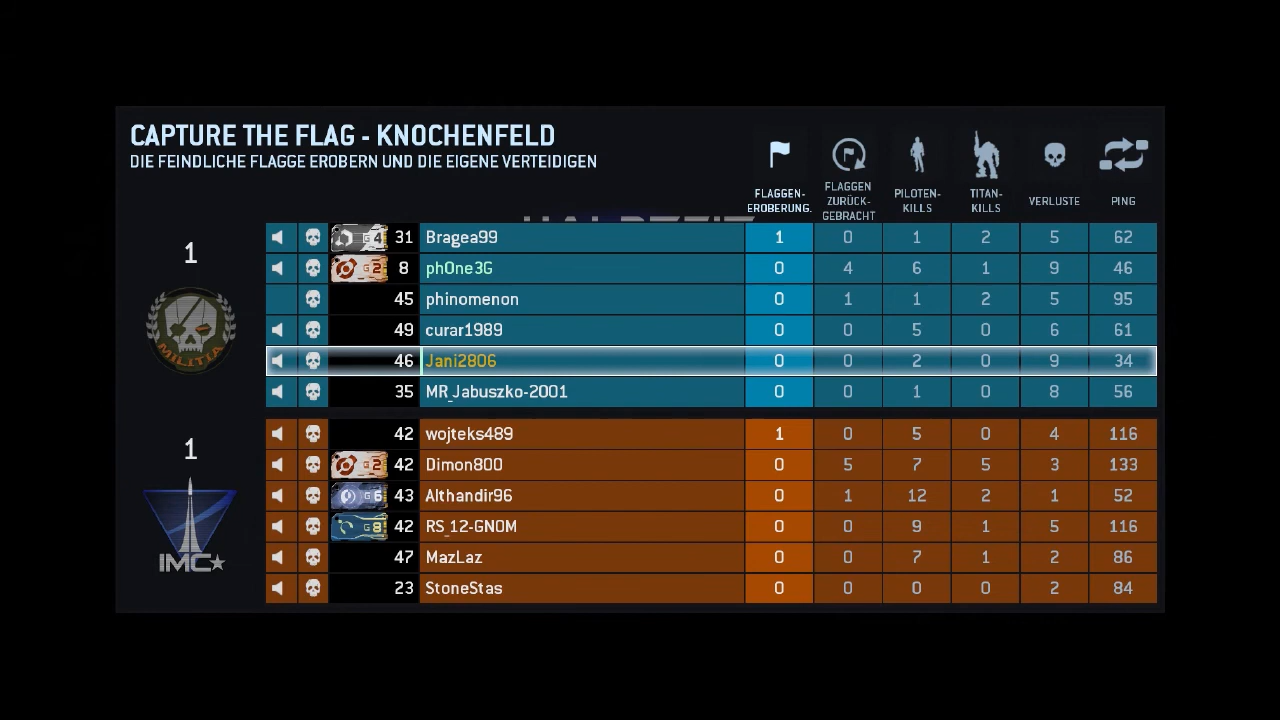 CAPTURE THE FLAG - KNOCHENFELD
DIE FEINDLICHE FLAGGE EROBERN UND DIE EIGENE VERTEIDIGEN
FLAGGEN-
EROBERUNG.
FLAGGEN
ZURÜCK-
GEBRACHT
PILOTEN-
KILLS
TITAN-
KILLS
VERLUSTE
PING
1
MILITIA
G4 31 Bragea99 1 0 1 2 5 62
G2 8 ph0ne3G 0 4 6 1 9 46
45 phinomenon 0 1 1 2 5 95
49 curar1989 0 0 5 0 6 61
46 Jani2806 0 0 2 0 9 34
35 MR_Jabuszko-2001 0 0 1 0 8 56
1
IMC
42 wojteks489 1 0 5 0 4 116
G2 42 Dimon800 0 5 7 5 3 133
G6 43 Althandir96 0 1 12 2 1 52
G8 42 RS_12-GNOM 0 0 9 1 5 116
47 MazLaz 0 0 7 1 2 86
23 StoneStas 0 0 0 0 2 84